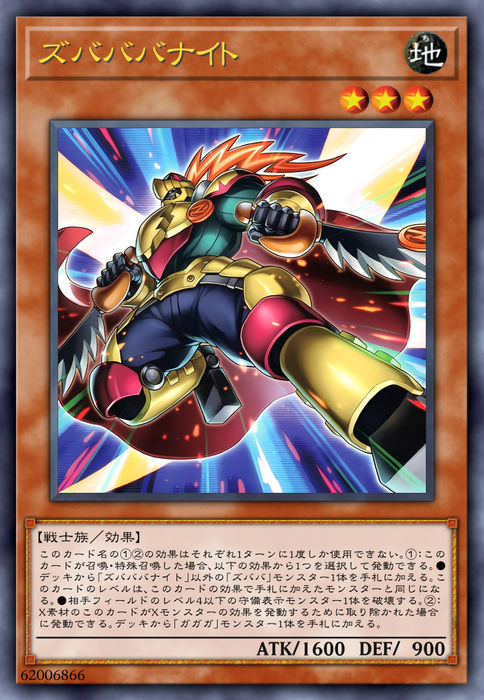 ズババババナイト
地
【戦士族／効果】
このカード名の①②の効果はそれぞれ1ターンに1度しか使用できない。①：この
カードが召喚・特殊召喚した場合、以下の効果から1つを選択して発動できる。●
デッキから「ズババババナイト」以外の「ズババ」モンスター1体を手札に加える。こ
のカードのレベルは、このカードの効果で手札に加えたモンスターと同じにな
る。●相手フィールドのレベル4以下の守備表示モンスター1体を破壊する。②：
X素材のこのカードがXモンスターの効果を発動するために取り除かれた場合
に発動できる。デッキから「ガガガ」モンスター1体を手札に加える。
ATK/1600 DEF/ 900
62006866